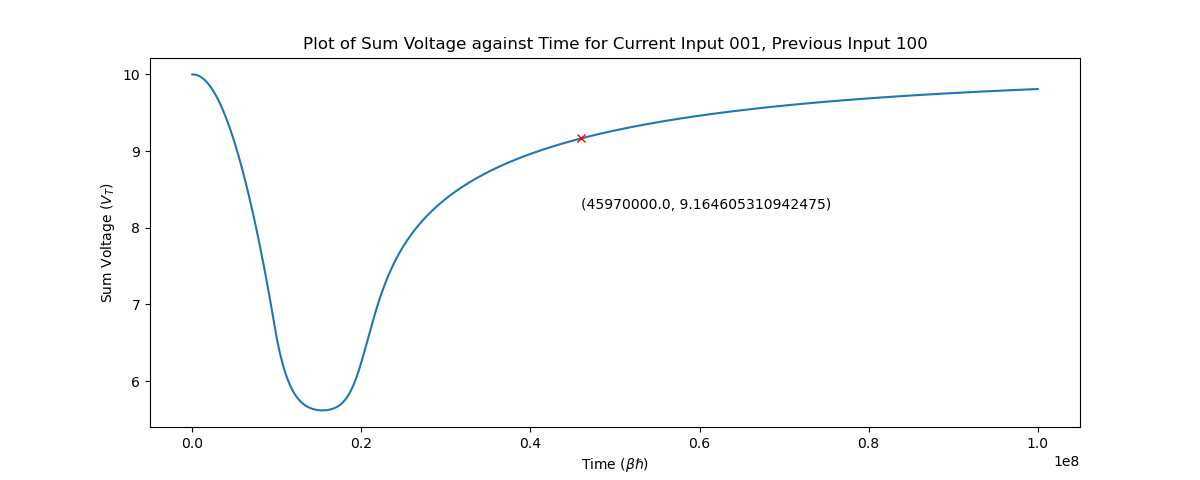 Plot of Sum Voltage against Time for Current Input 001, Previous Input 100
10
9
8
7
6
Sum Voltage (V_T)
(45970000.0, 9.164605310942475)
0.0 0.2 0.4 0.6 0.8 1.0
1e8
Time (βℏ)